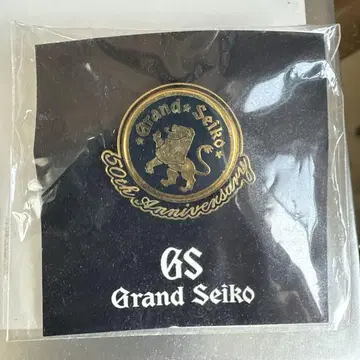 ★ Grand ★ Seiko ★
50th Anniversary
GS
Grand Seiko